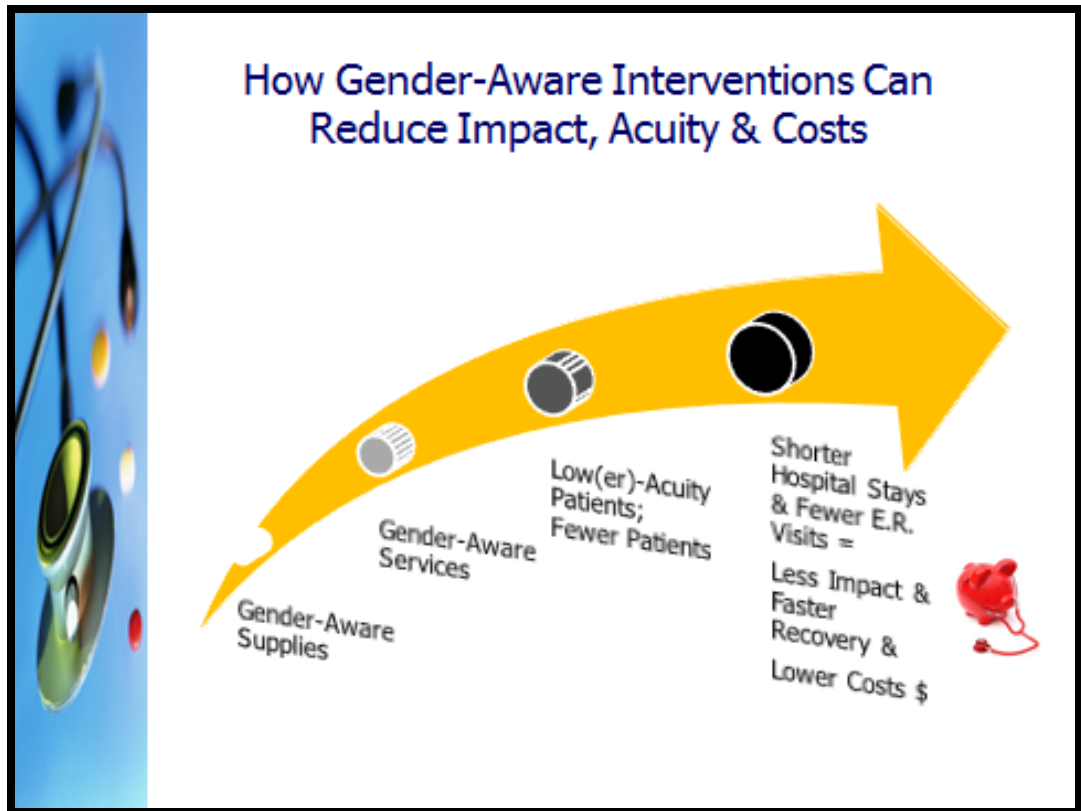 How Gender-Aware Interventions Can
Reduce Impact, Acuity & Costs
Gender-Aware
Supplies
Gender-Aware
Services
Low(er)-Acuity
Patients;
Fewer Patients
Shorter
Hospital Stays
& Fewer E.R.
Visits =
Less Impact &
Faster
Recovery &
Lower Costs $